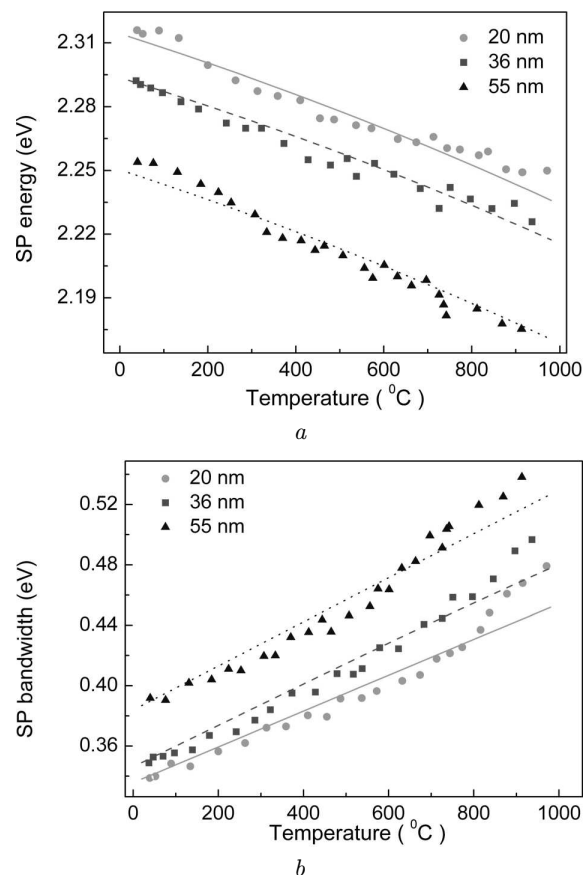 2.31
2.28
2.25
2.22
2.19
SP energy (eV)
20 nm
36 nm
55 nm
0 200 400 600 800 1000
Temperature ( ⁰C)
a
0.52
0.48
0.44
0.40
0.36
SP bandwidth (eV)
20 nm
36 nm
55 nm
0 200 400 600 800 1000
Temperature ( ⁰C)
b